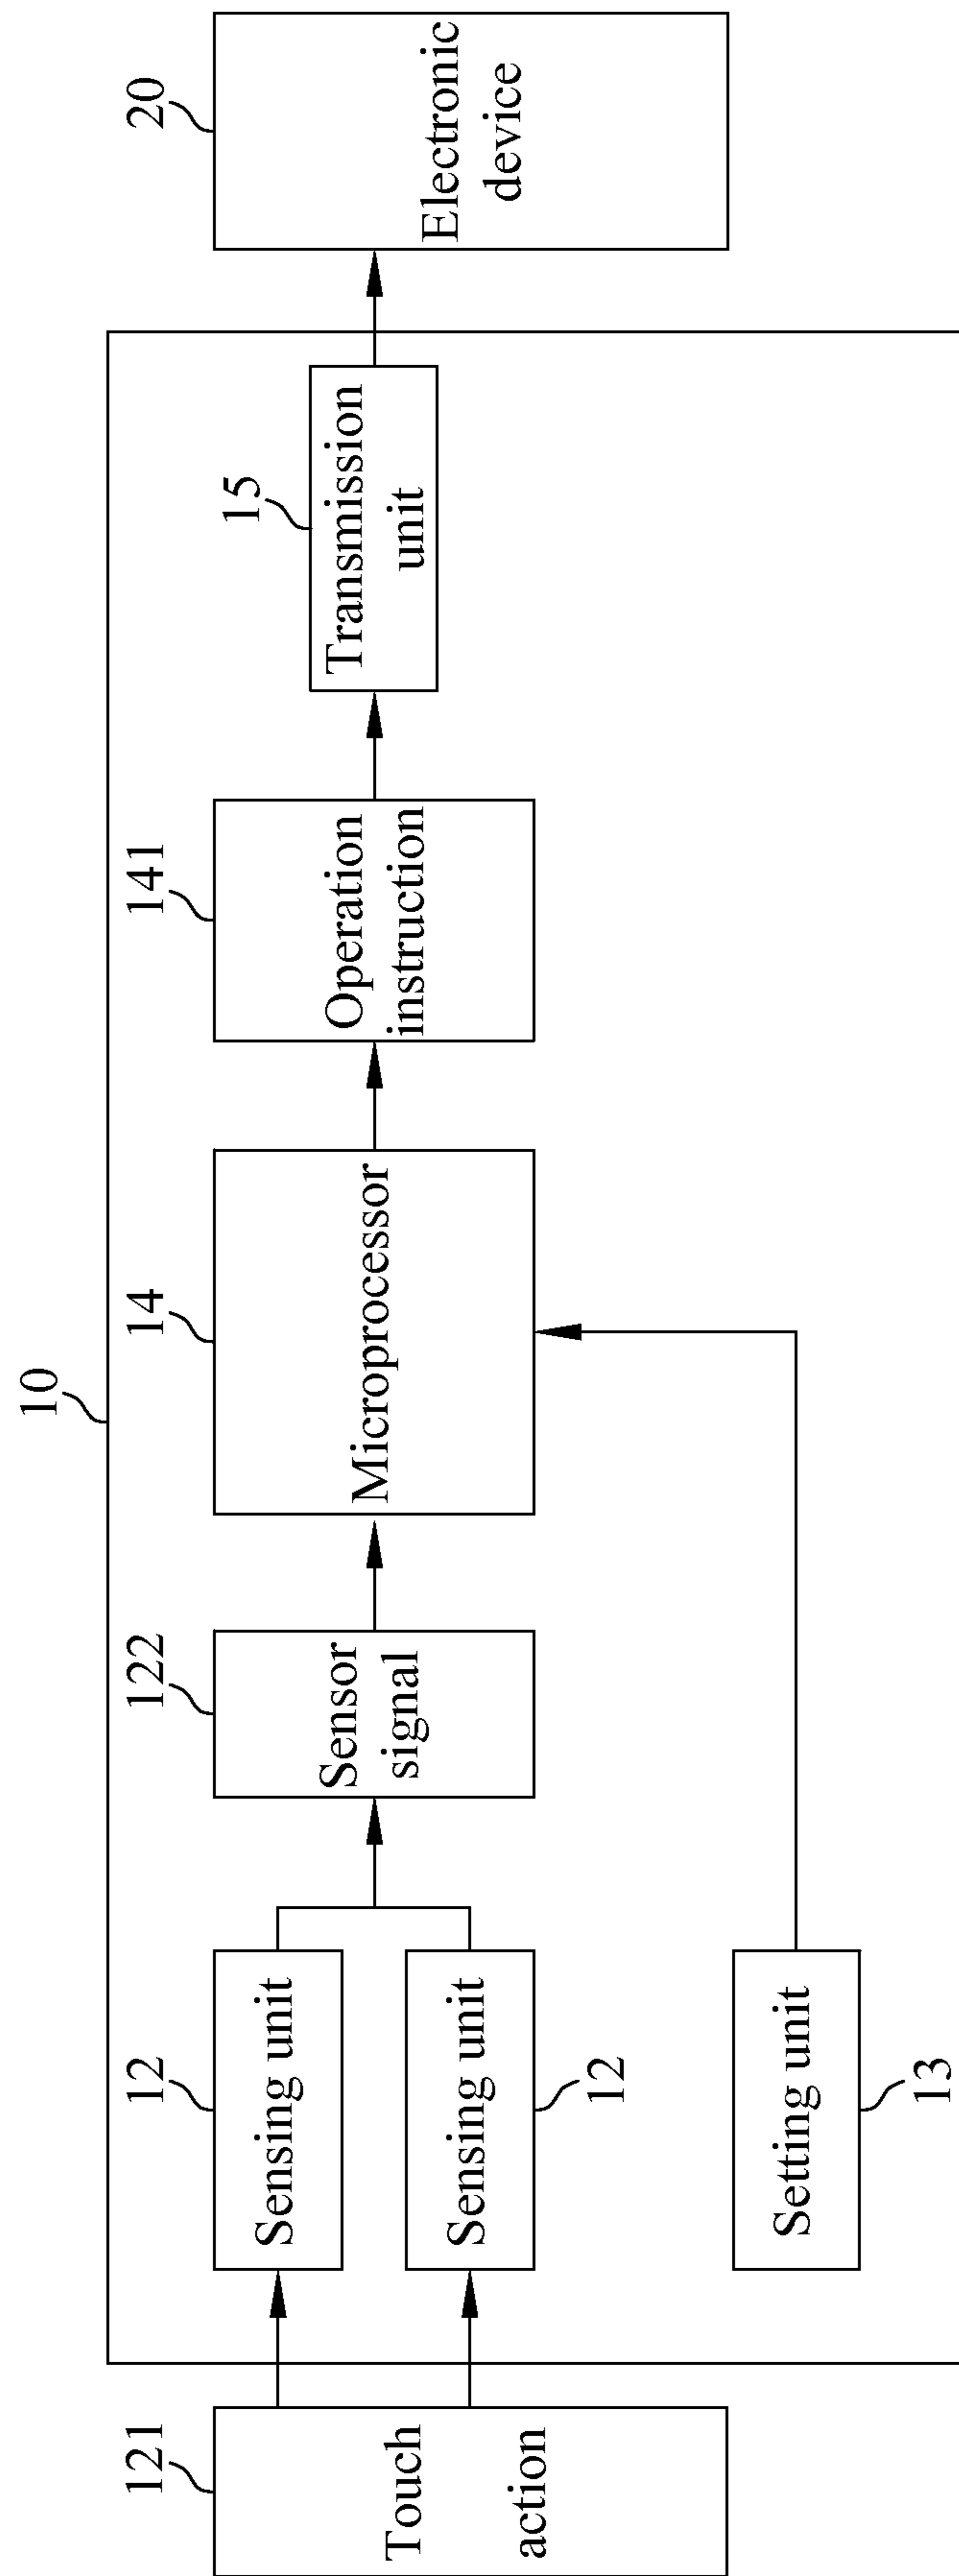 10
121
Touch
action
12
Sensing unit
Sensing unit
12
Setting unit
13
122
Sensor
signal
14
Microprocessor
141
Operation
instruction
15
Transmission
unit
20
Electronic
device